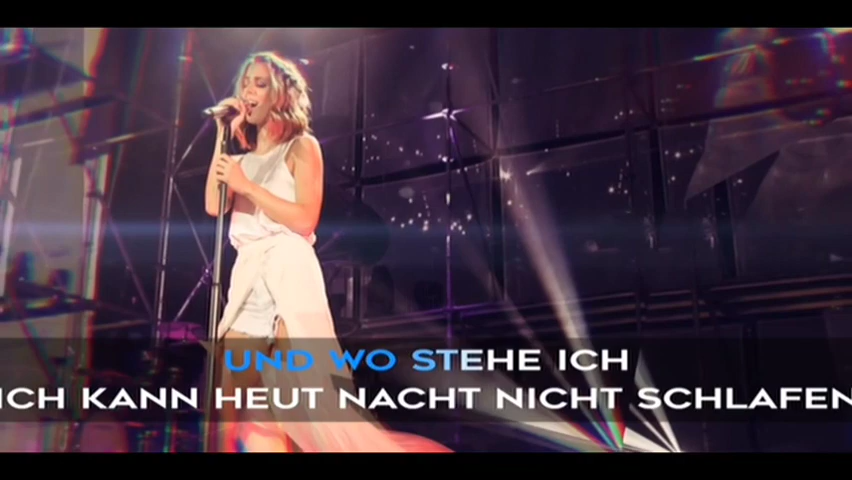 UND WO STEHE ICH
ICH KANN HEUT NACHT NICHT SCHLAFEN